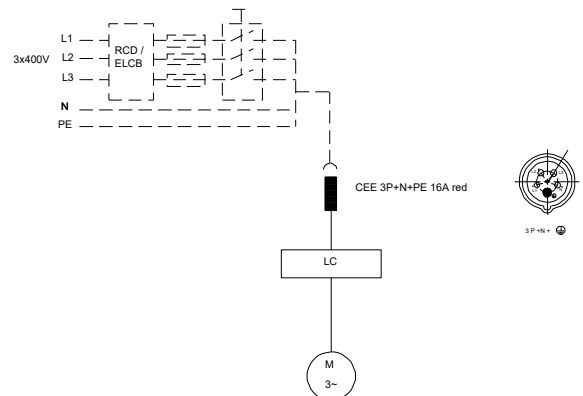 L1
3x400V
L2
L3
RCD /
ELCB
N
PE
CEE 3P+N+PE 16A red
3 P +N +
LC
M
3~